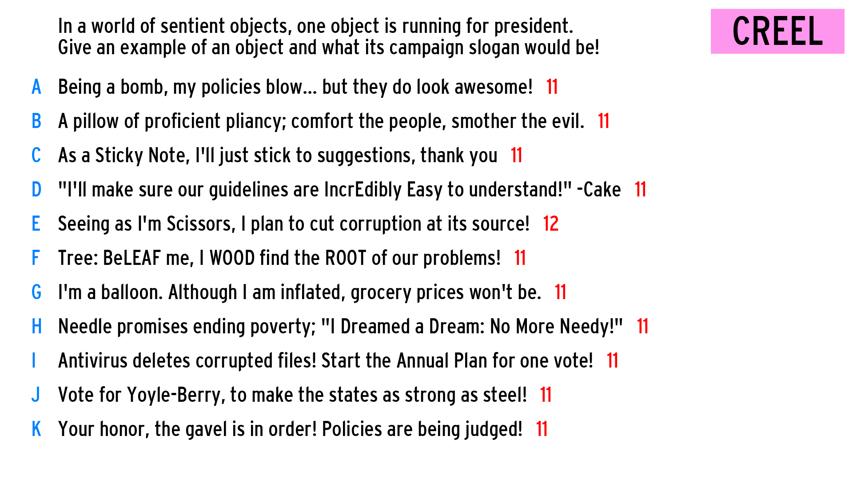 In a world of sentient objects, one object is running for president.
Give an example of an object and what its campaign slogan would be!
CREEL
A Being a bomb, my policies blow... but they do look awesome! 11
B A pillow of proficient pliancy; comfort the people, smother the evil. 11
C As a Sticky Note, I'll just stick to suggestions, thank you 11
D "I'll make sure our guidelines are IncrEdibly Easy to understand!" -Cake 11
E Seeing as I'm Scissors, I plan to cut corruption at its source! 12
F Tree: BeLEAF me, I WOOD find the ROOT of our problems! 11
G I'm a balloon. Although I am inflated, grocery prices won't be. 11
H Needle promises ending poverty; "I Dreamed a Dream: No More Needy!" 11
I Antivirus deletes corrupted files! Start the Annual Plan for one vote! 11
J Vote for Yoyle-Berry, to make the states as strong as steel! 11
K Your honor, the gavel is in order! Policies are being judged! 11